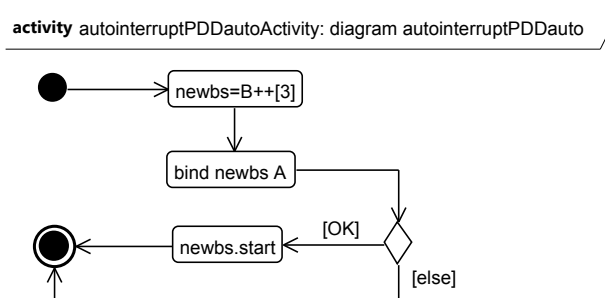 activity autointerruptPDDautoActivity: diagram autointerruptPDDauto
newbs=B++[3]
bind newbs A
newbs.start
[OK]
[else]